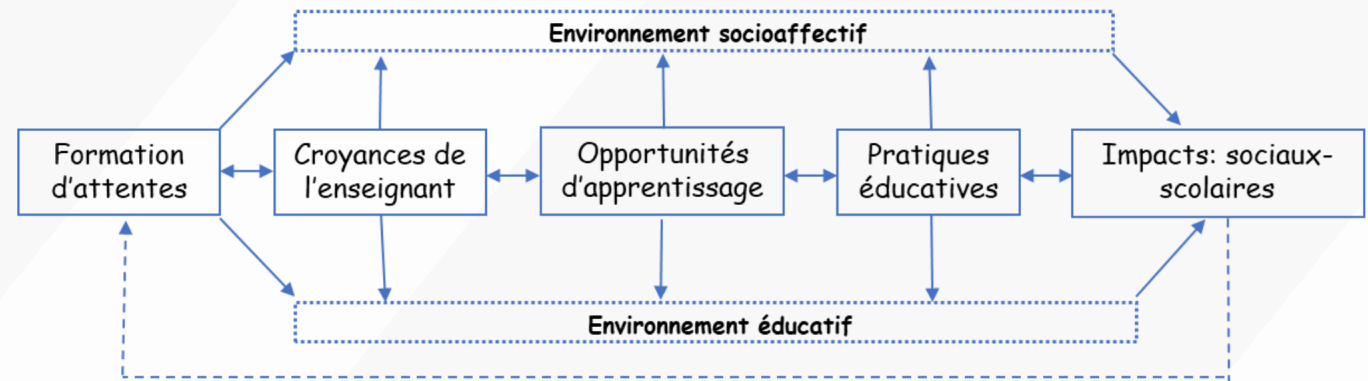 Environnement socioaffectif
Formation
d'attentes
Croyances de
l'enseignant
Opportunités
d'apprentissage
Pratiques
éducatives
Impacts: sociaux-
scolaires
Environnement éducatif